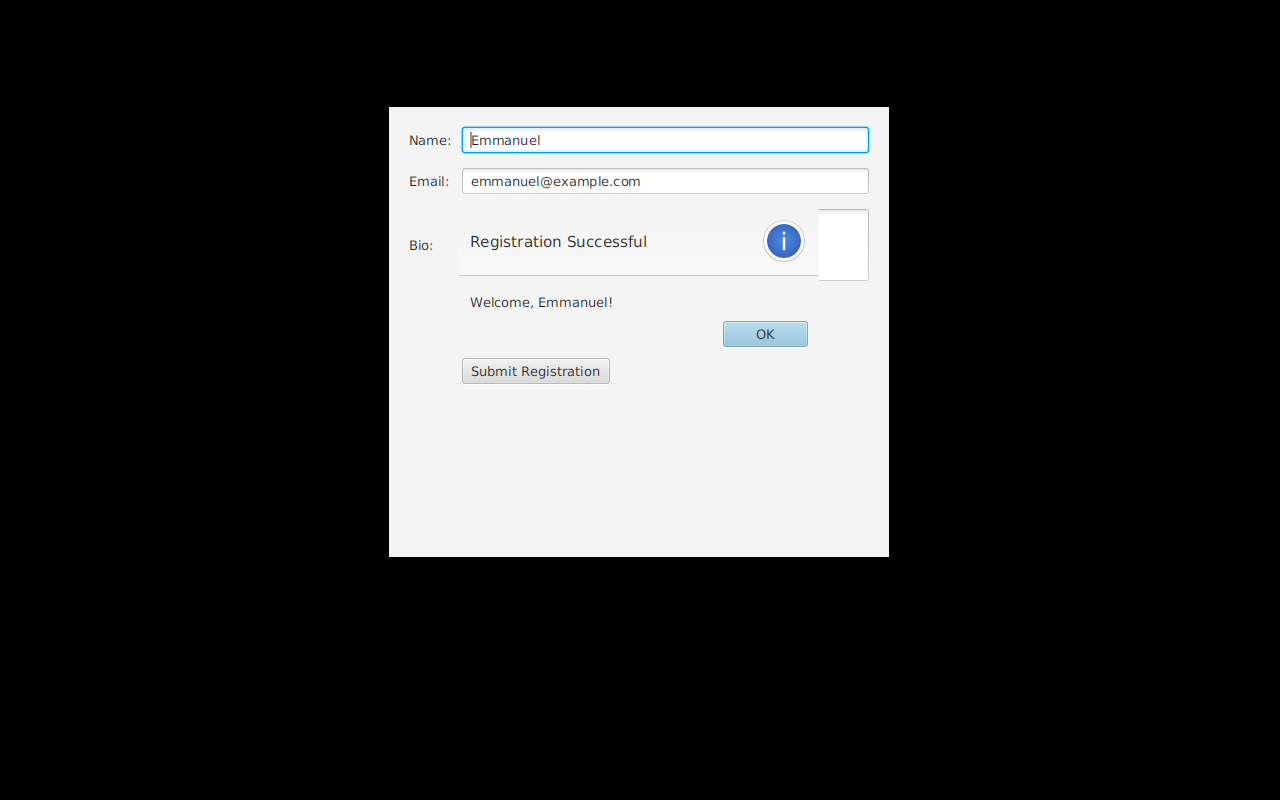 Name: Emmanuel
Email: emmanuel@example.com
Bio:
Registration Successful
Welcome, Emmanuel!
OK
Submit Registration